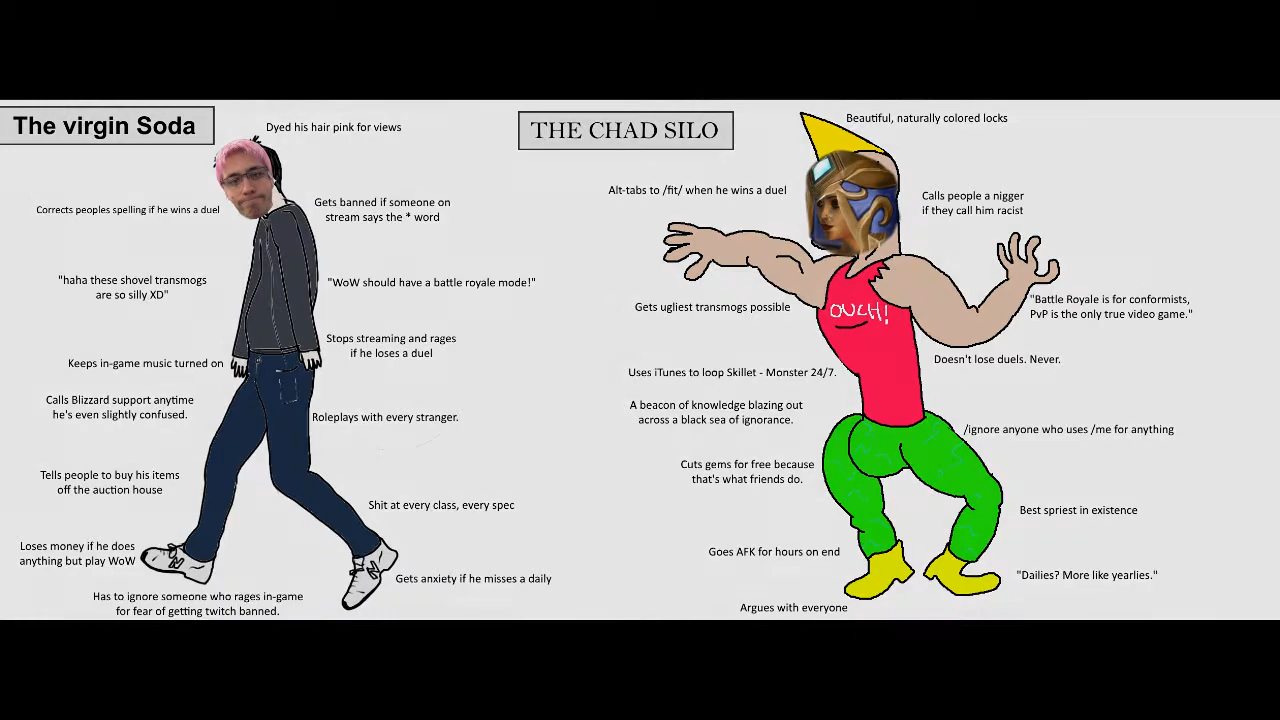 The virgin Soda
Dyed his hair pink for views
Corrects peoples spelling if he wins a duel
Gets banned if someone on
stream says the * word
"haha these shovel transmogs
are so silly XD"
"WoW should have a battle royale mode!"
Stops streaming and rages
if he loses a duel
Keeps in-game music turned on
Calls Blizzard support anytime
he's even slightly confused.
Roleplays with every stranger.
Tells people to buy his items
off the auction house
Shit at every class, every spec
Loses money if he does
anything but play WoW
Gets anxiety if he misses a daily
Has to ignore someone who rages in-game
for fear of getting twitch banned.
THE CHAD SILO
Beautiful, naturally colored locks
Alt-tabs to /fit/ when he wins a duel
Calls people a nigger
if they call him racist
Gets ugliest transmogs possible
OUCH!
"Battle Royale is for conformists,
PvP is the only true video game."
Doesn't lose duels. Never.
Uses iTunes to loop Skillet - Monster 24/7.
A beacon of knowledge blazing out
across a black sea of ignorance.
/ignore anyone who uses /me for anything
Cuts gems for free because
that's what friends do.
Best spriest in existence
Goes AFK for hours on end
"Dailies? More like yearlies."
Argues with everyone